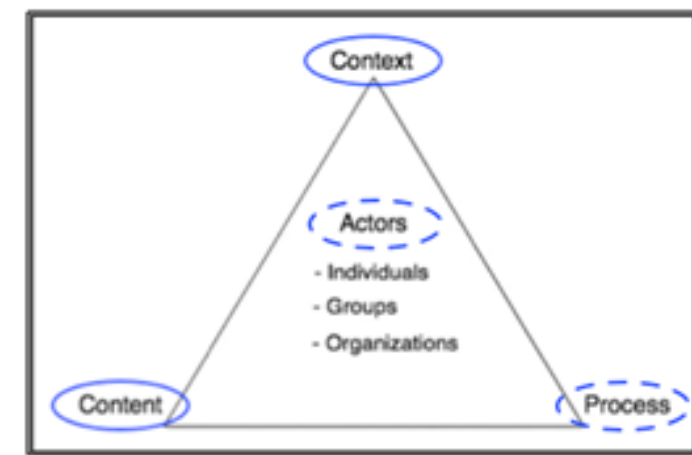 Context
Actors
- Individuals
- Groups
- Organizations
Content
Process